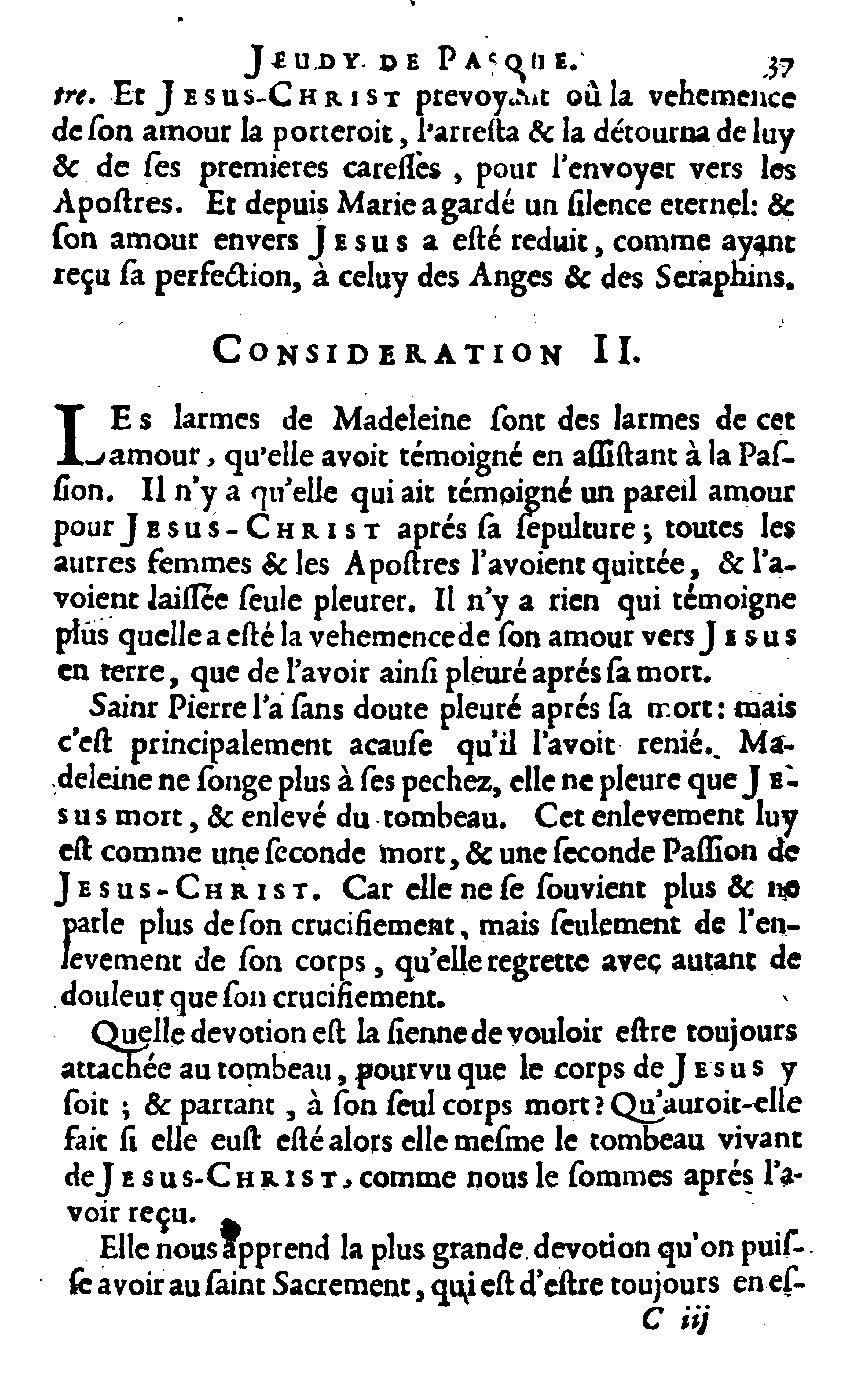 JEUDY DE PASQUE. 37
tre. Et JESUS-CHRIST prevoyant où la vehemence
de ſon amour la porteroit, l'arreſta & la détourna de luy
& de ſes premieres careſſes, pour l'envoyer vers les
Apoſtres. Et depuis Marie a gardé un ſilence eternel: &
ſon amour envers JESUS a eſté reduit, comme ayant
reçu ſa perfection, à celuy des Anges & des Seraphins.
CONSIDERATION II.
LEs larmes de Madeleine ſont des larmes de cet
amour, qu'elle avoit témoigné en aſſiſtant à la Paſ-
ſion. Il n'y a qu'elle qui ait témoigné un pareil amour
pour JESUS-CHRIST aprés ſa ſepulture; toutes les
autres femmes & les Apoſtres l'avoient quittée, & l'a-
voient laiſſée ſeule pleurer. Il n'y a rien qui témoigne
plus quelle a eſté la vehemence de ſon amour vers JESUS
en terre, que de l'avoir ainſi pleuré aprés ſa mort.
Saint Pierre l'a ſans doute pleuré aprés ſa mort: mais
c'eſt principalement acauſe qu'il l'avoit renié. Ma-
deleine ne ſonge plus à ſes pechez, elle ne pleure que JE-
SUS mort, & enlevé du tombeau. Cet enlevement luy
eſt comme une ſeconde mort, & une ſeconde Paſſion de
JESUS-CHRIST. Car elle ne ſe ſouvient plus & ne
parle plus de ſon crucifiement, mais ſeulement de l'en-
levement de ſon corps, qu'elle regrette avec autant de
douleur que ſon crucifiement.
Quelle devotion eſt la ſienne de vouloir eſtre toujours
attachée au tombeau, pourvu que le corps de JESUS y
ſoit; & partant, à ſon ſeul corps mort? Qu'auroit-elle
fait ſi elle euſt eſté alors elle meſme le tombeau vivant
de JESUS-CHRIST, comme nous le ſommes aprés l'a-
voir reçu.
Elle nous apprend la plus grande devotion qu'on puiſ-
ſe avoir au ſaint Sacrement, qui eſt d'eſtre toujours en eſ-
C iij